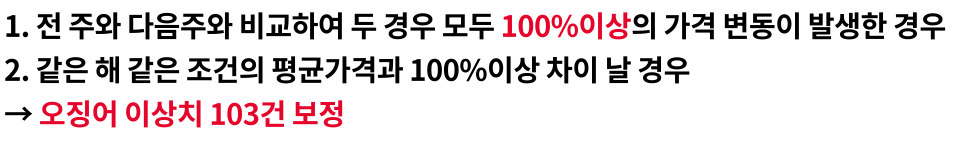 1. 전 주와 다음주와 비교하여 두 경우 모두 100%이상의 가격 변동이 발생한 경우
2. 같은 해 같은 조건의 평균가격과 100%이상 차이 날 경우
→ 오징어 이상치 103건 보정